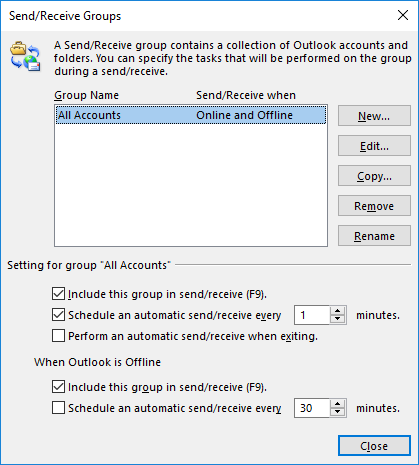 Send/Receive Groups
A Send/Receive group contains a collection of Outlook accounts and
folders. You can specify the tasks that will be performed on the group
during a send/receive.
Group Name Send/Receive when
All Accounts Online and Offline
New...
Edit...
Copy...
Remove
Rename
Setting for group "All Accounts"
Include this group in send/receive (F9).
Schedule an automatic send/receive every 1 minutes.
Perform an automatic send/receive when exiting.
When Outlook is Offline
Include this group in send/receive (F9).
Schedule an automatic send/receive every 30 minutes.
Close